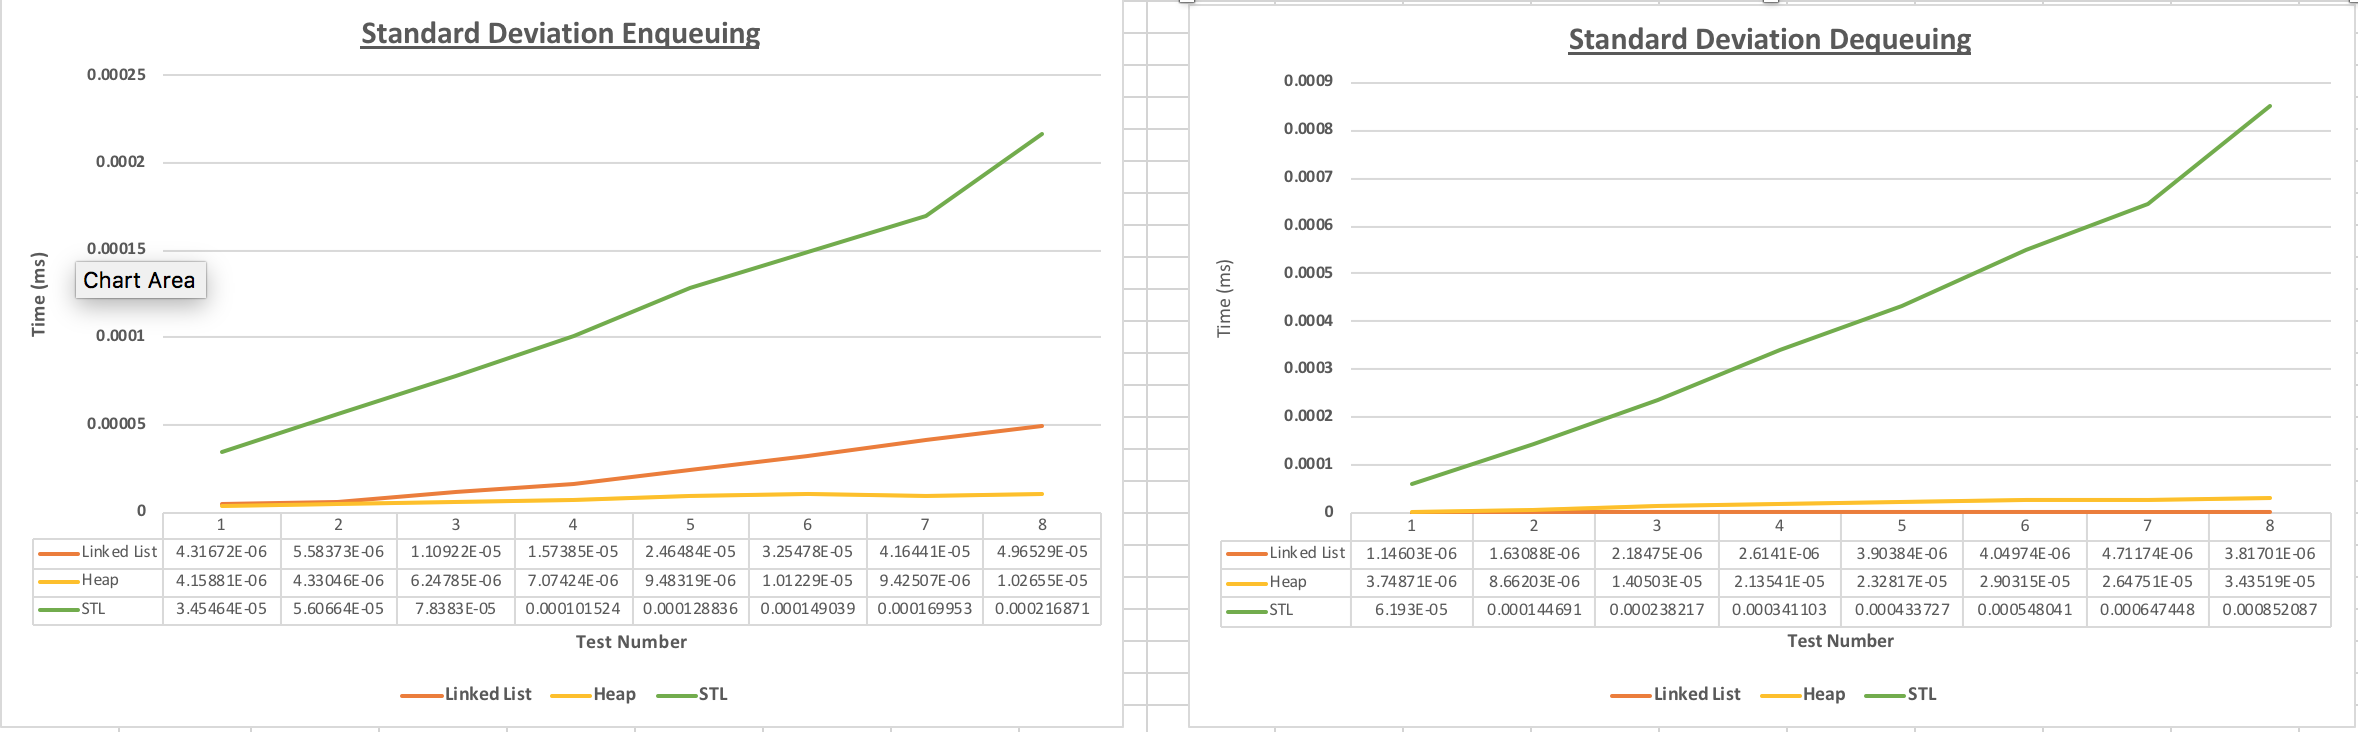 Standard Deviation Enqueuing
0.00025
0.0002
0.00015
0.0001
0.00005
0
Time (ms)
Chart Area
1 2 3 4 5 6 7 8
Linked List 4.31672E-06 5.58373E-06 1.10922E-05 1.57385E-05 2.46484E-05 3.25478E-05 4.16441E-05 4.96529E-05
Heap 4.15881E-06 4.33046E-06 6.24785E-06 7.07424E-06 9.48319E-06 1.01229E-05 9.42507E-06 1.02655E-05
STL 3.45464E-05 5.60664E-05 7.8383E-05 0.000101524 0.000128836 0.000149039 0.000169953 0.000216871
Test Number
Linked List Heap STL
Standard Deviation Dequeuing
0.0009
0.0008
0.0007
0.0006
0.0005
0.0004
0.0003
0.0002
0.0001
0
Time (ms)
1 2 3 4 5 6 7 8
Linked List 1.14603E-06 1.63088E-06 2.18475E-06 2.6141E-06 3.90384E-06 4.04974E-06 4.71174E-06 3.81701E-06
Heap 3.74871E-06 8.66203E-06 1.40503E-05 2.13541E-05 2.32817E-05 2.90315E-05 2.64751E-05 3.43519E-05
STL 6.193E-05 0.000144691 0.000238217 0.000341103 0.000433727 0.000548041 0.000647448 0.000852087
Test Number
Linked List Heap STL